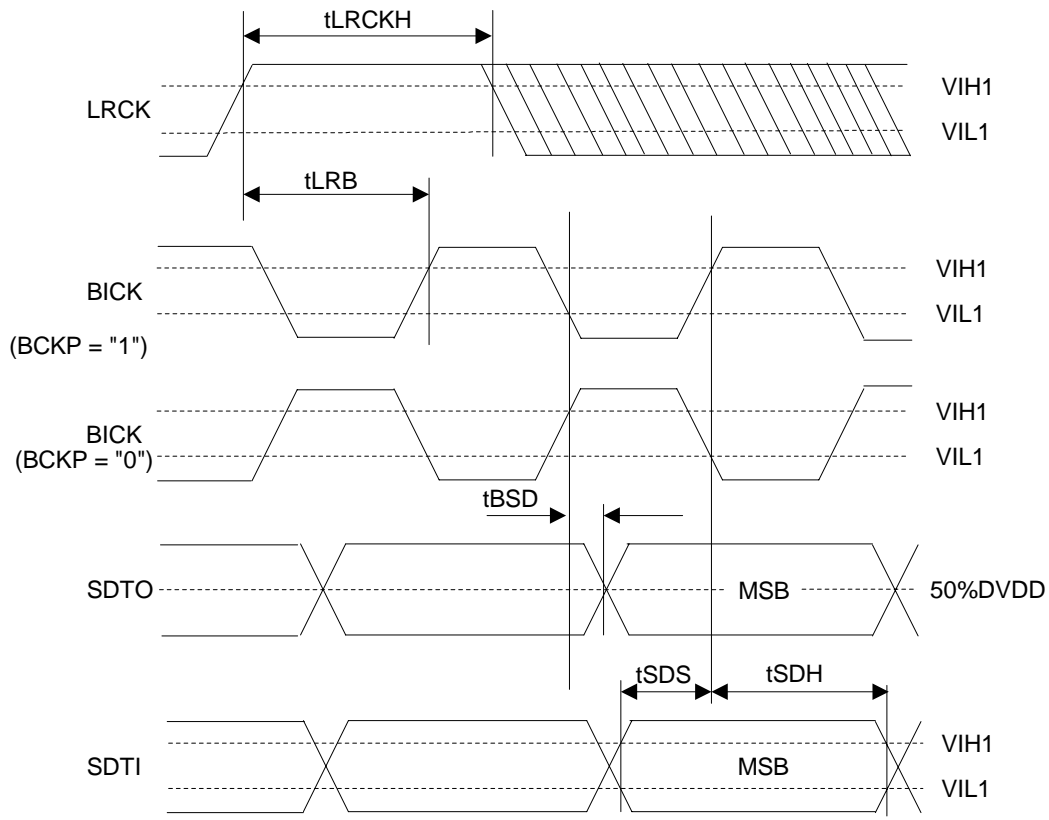 tLRCKH
LRCK
VIH1
VIL1
tLRB
BICK
(BCKP = "1")
VIH1
VIL1
BICK
(BCKP = "0")
VIH1
VIL1
tBSD
SDTO
MSB
50%DVDD
tSDS
tSDH
SDTI
MSB
VIH1
VIL1